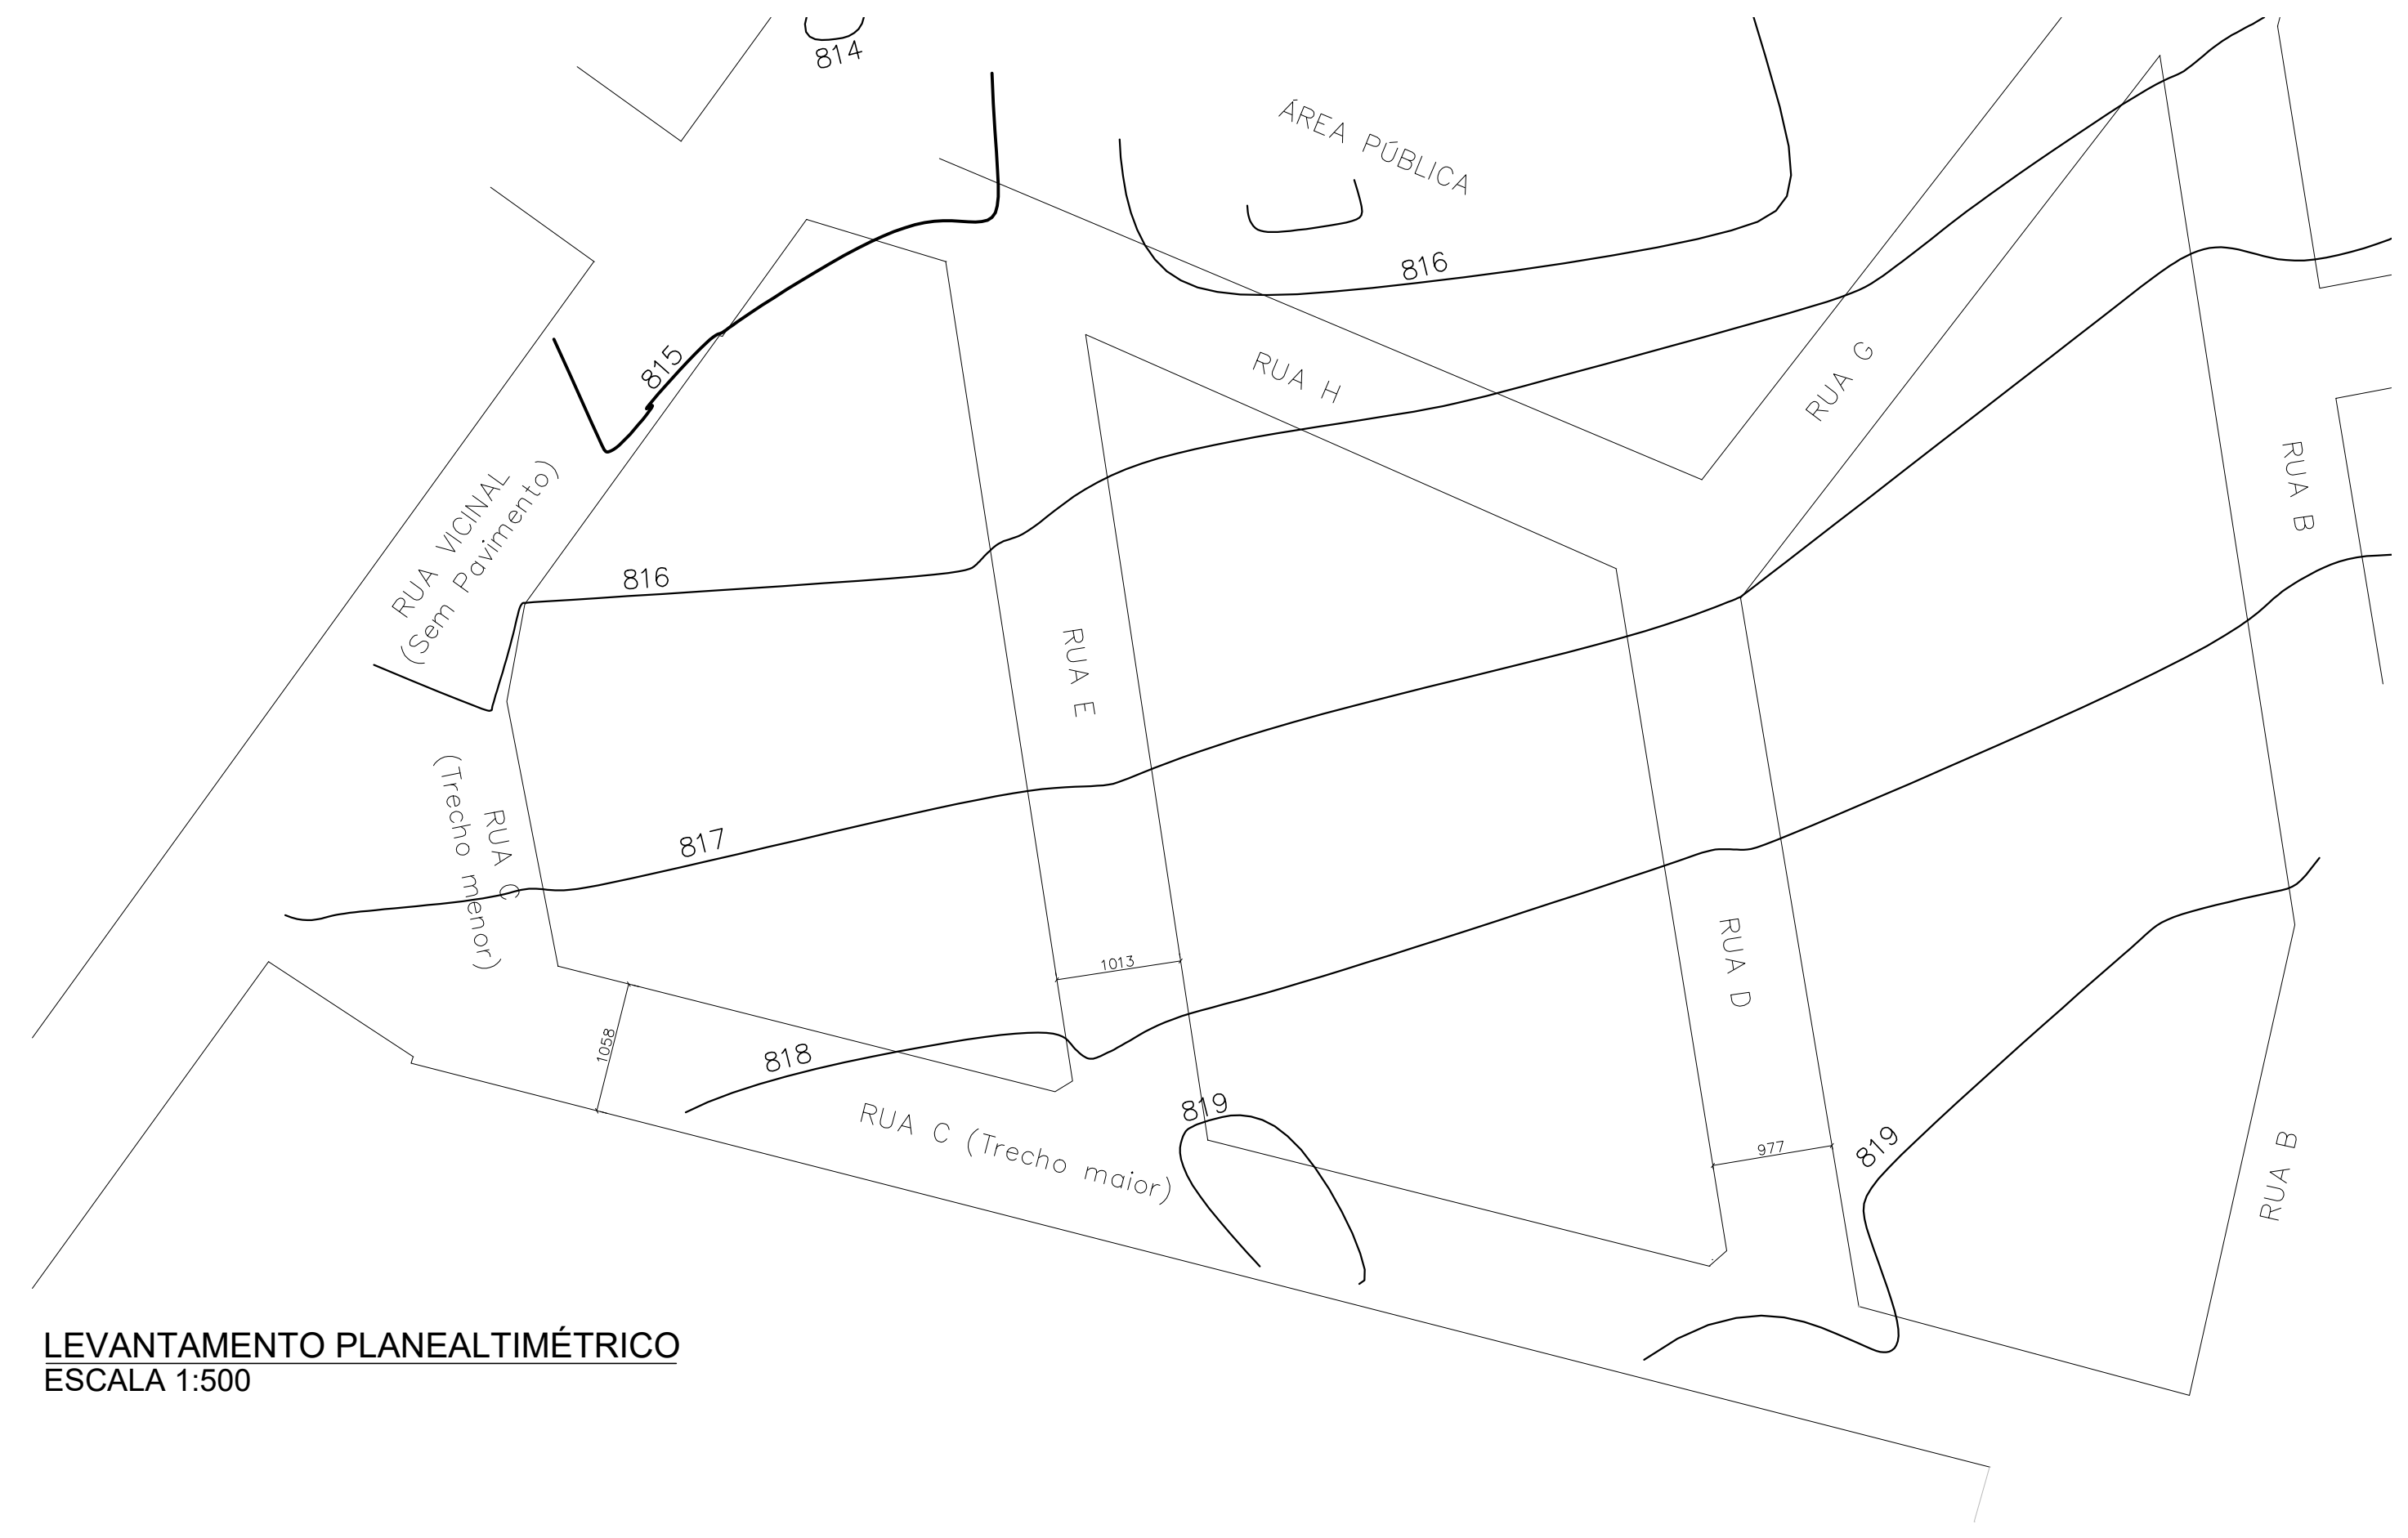 814
ÁREA PÚBLICA
816
815
RUA H
RUA G
RUA B
RUA VICINAL
(Sem Pavimento)
816
RUA E
RUA C
(Trecho menor)
817
1013
RUA D
1058
818
819
RUA C (Trecho maior)
977
819
RUA B
LEVANTAMENTO PLANEALTIMÉTRICO
ESCALA 1:500